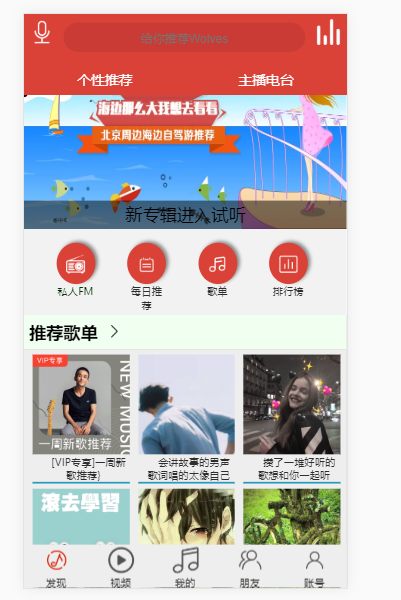 给你推荐Wolves
个性推荐
主播电台
海边那么大我想去看看
北京周边海边自驾游推荐
新专辑进入试听
私人FM
每日推
荐
歌单
排行榜
推荐歌单
VIP专享
NEW MUSIC
一周新歌推荐
[VIP专享]一周新
歌推荐}
会讲故事的男声
歌词唱的太像自己
攒了一堆好听的
歌想和你一起听
滚去學習
发现
视频
我的
朋友
账号